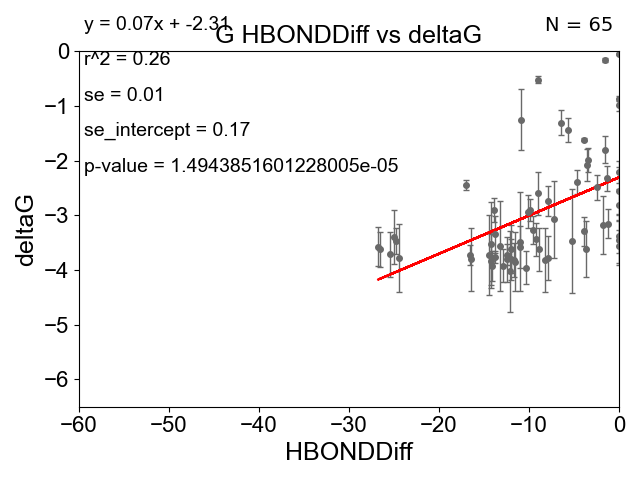 y = 0.07x + -2.31
N = 65
G HBONDDiff vs deltaG
r^2 = 0.26
se = 0.01
se_intercept = 0.17
p-value = 1.4943851601228005e-05
0
−1
−2
−3
−4
−5
−6
deltaG
−60
−50
−40
−30
−20
−10
0
HBONDDiff